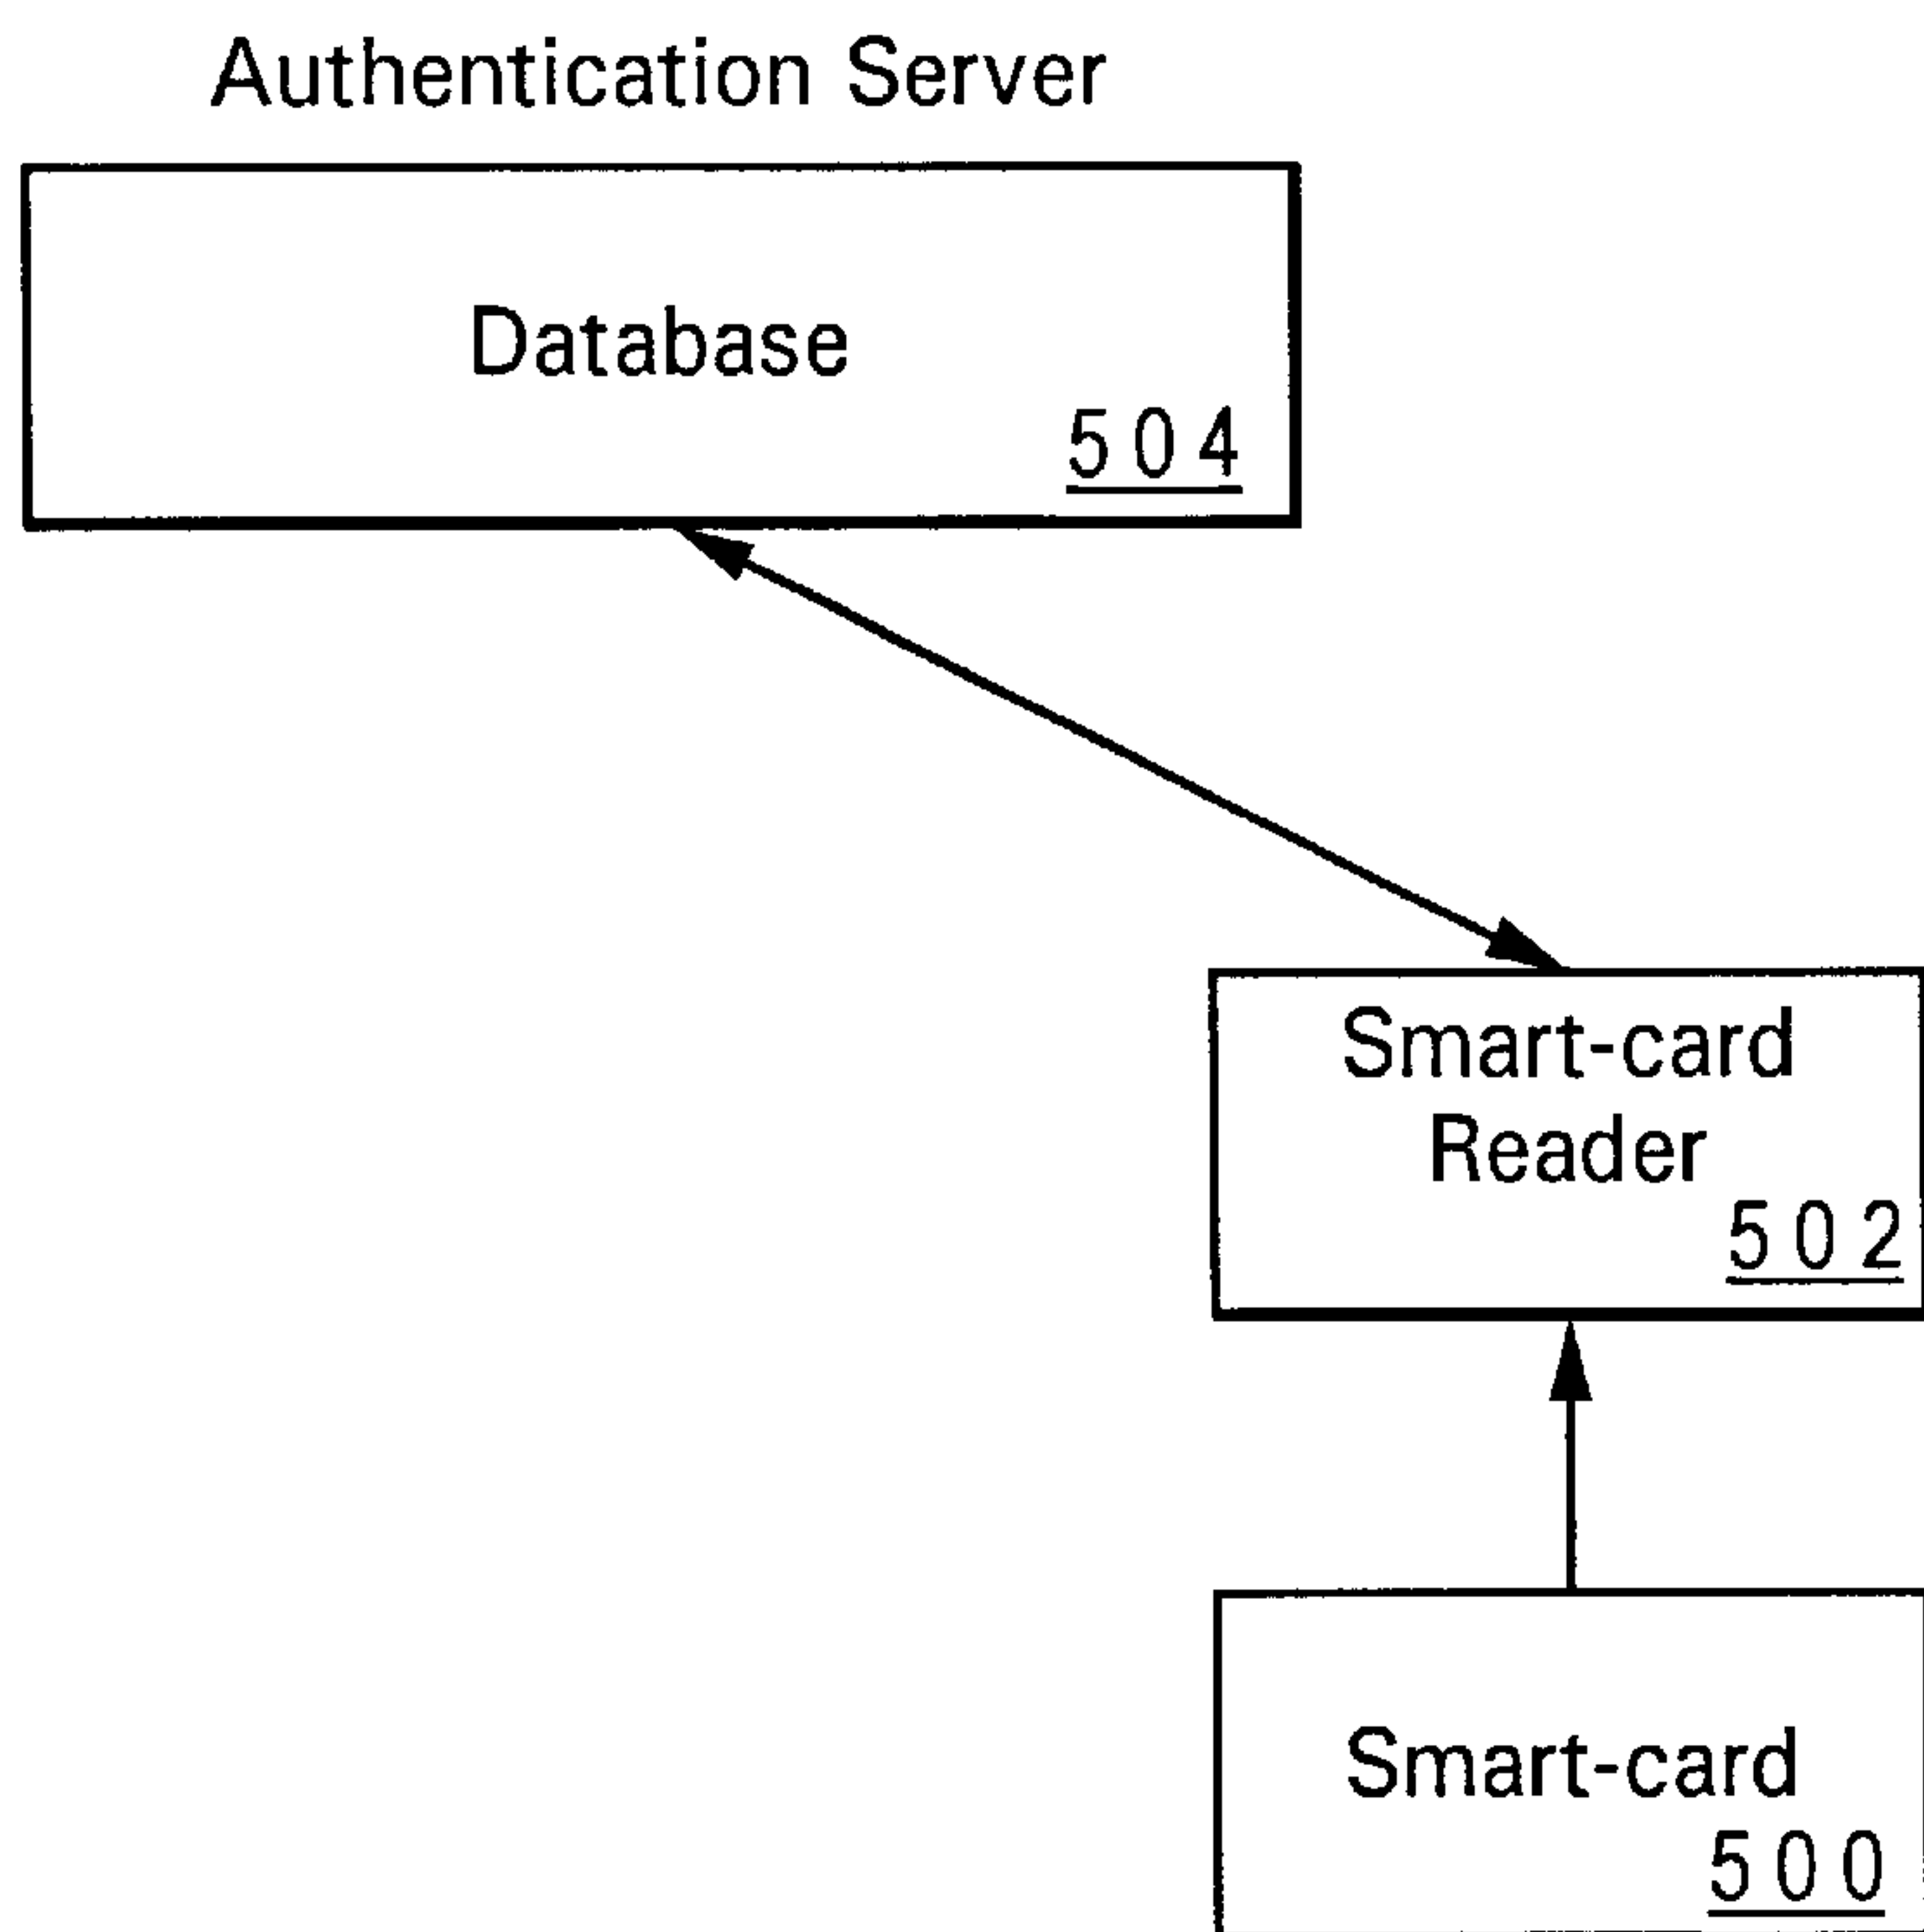 Authentication Server
Database
504
Smart-card
Reader
502
Smart-card
500